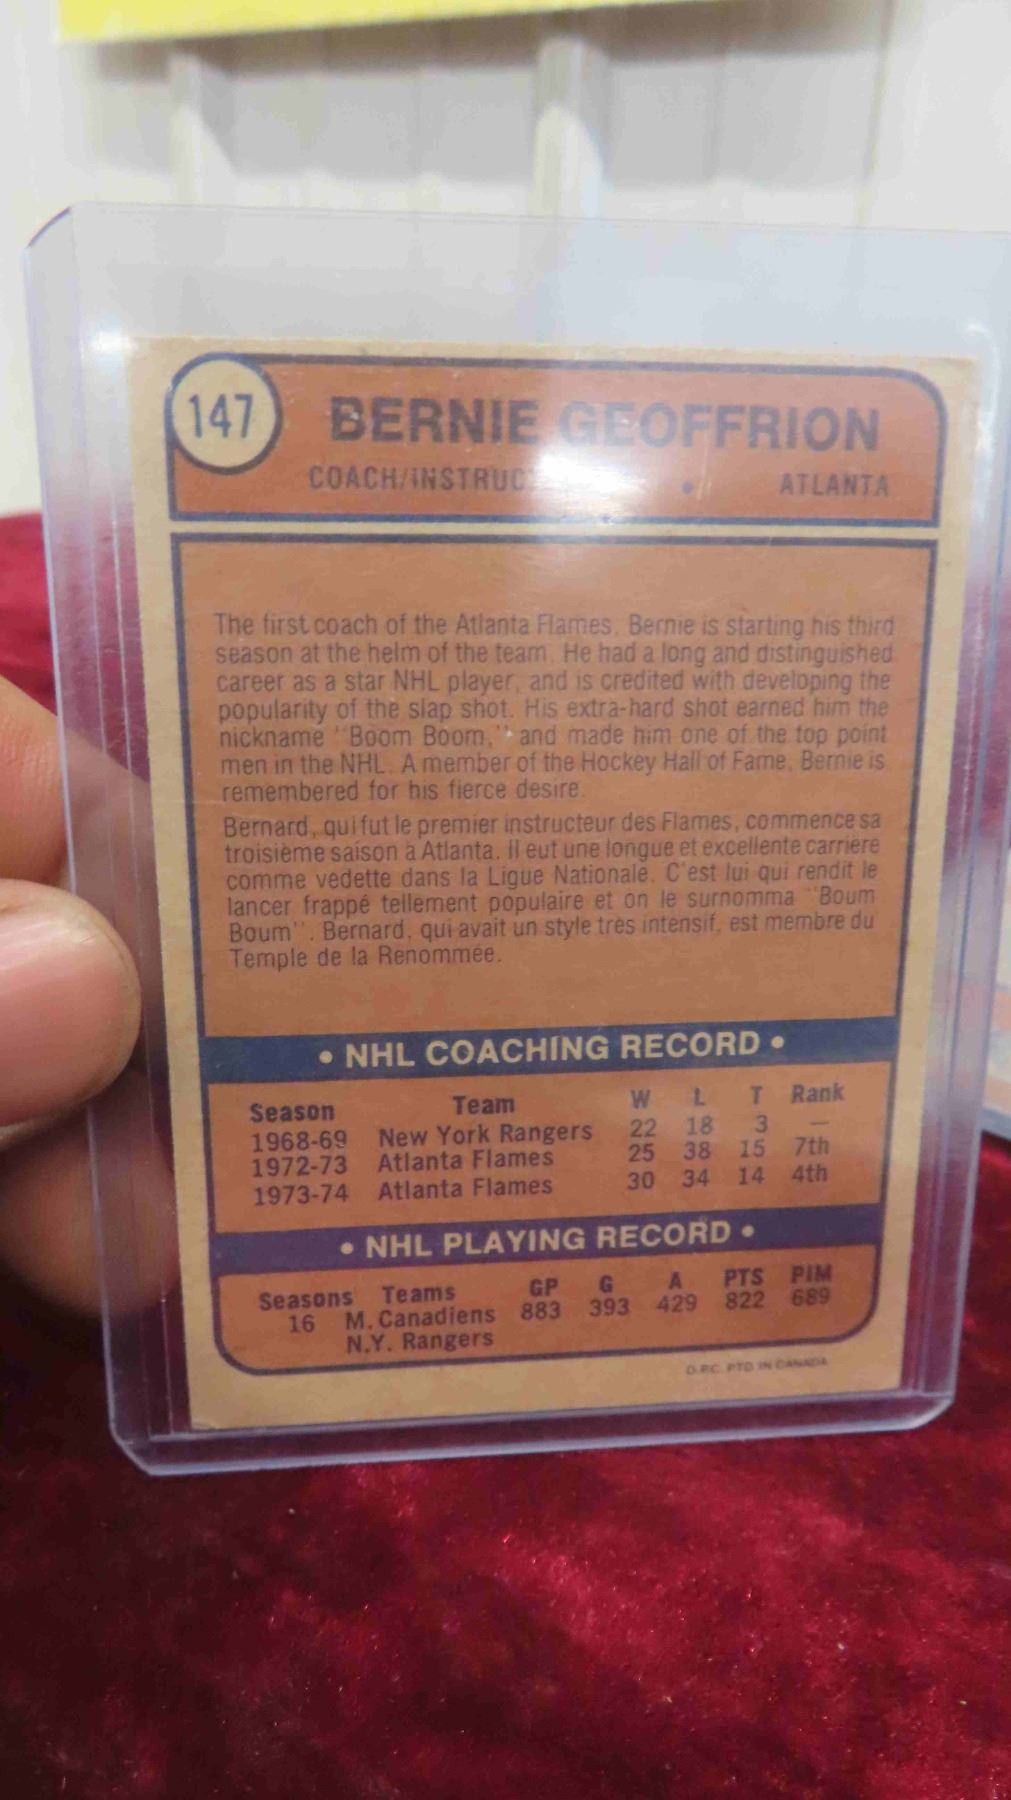 147
BERNIE GEOFFRION
COACH/INSTRUC • ATLANTA
The first coach of the Atlanta Flames, Bernie is starting his third
season at the helm of the team. He had a long and distinguished
career as a star NHL player, and is credited with developing the
popularity of the slap shot. His extra-hard shot earned him the
nickname "Boom Boom," and made him one of the top point
men in the NHL. A member of the Hockey Hall of Fame, Bernie is
remembered for his fierce desire.
Bernard, qui fut le premier instructeur des Flames, commence sa
troisième saison à Atlanta. Il eut une longue et excellente carrière
comme vedette dans la Ligue Nationale. C'est lui qui rendit le
lancer frappé tellement populaire et on le surnomma "Boum
Boum". Bernard, qui avait un style très intensif, est membre du
Temple de la Renommée.
• NHL COACHING RECORD •
Season Team W L T Rank
1968-69 New York Rangers 22 18 3 —
1972-73 Atlanta Flames 25 38 15 7th
1973-74 Atlanta Flames 30 34 14 4th
• NHL PLAYING RECORD •
Seasons Teams GP G A PTS PIM
16 M. Canadiens 883 393 429 822 689
N.Y. Rangers
O.P.C. PTD. IN CANADA